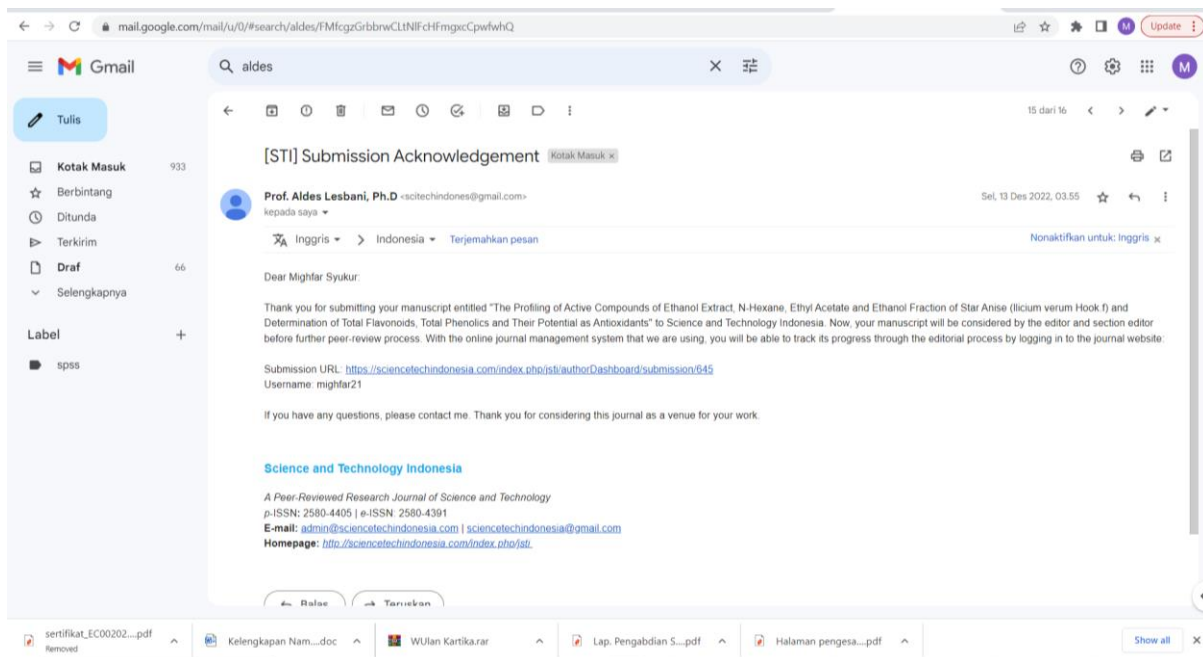 mail.google.com/mail/u/0/#search/aldes/FMfcgzGrbbrwCLtNlFcHFmgxcCpwfwhQ
M
Update
Gmail
aldes
M
Tulis
15 dari 16
Kotak Masuk 933
Berbintang
Ditunda
Terkirim
Draf 66
Selengkapnya
Label +
spss
[STI] Submission Acknowledgement Kotak Masuk ×
Prof. Aldes Lesbani, Ph.D <scitechindones@gmail.com>
Sel, 13 Des 2022, 03.55
kepada saya
Inggris > Indonesia Terjemahkan pesan
Nonaktifkan untuk: Inggris ×
Dear Mighfar Syukur:
Thank you for submitting your manuscript entitled "The Profiling of Active Compounds of Ethanol Extract, N-Hexane, Ethyl Acetate and Ethanol Fraction of Star Anise (Ilicium verum Hook.f) and
Determination of Total Flavonoids, Total Phenolics and Their Potential as Antioxidants" to Science and Technology Indonesia. Now, your manuscript will be considered by the editor and section editor
before further peer-review process. With the online journal management system that we are using, you will be able to track its progress through the editorial process by logging in to the journal website:
Submission URL: https://sciencetechindonesia.com/index.php/jsti/authorDashboard/submission/645
Username: mighfar21
If you have any questions, please contact me. Thank you for considering this journal as a venue for your work.
Science and Technology Indonesia
A Peer-Reviewed Research Journal of Science and Technology
p-ISSN: 2580-4405 | e-ISSN: 2580-4391
E-mail: admin@sciencetechindonesia.com | sciencetechindonesia@gmail.com
Homepage: http://sciencetechindonesia.com/index.php/jsti
Balas
Teruskan
sertifikat_EC00202....pdf
Removed
Kelengkapan Nam....doc
WUlan Kartika.rar
Lap. Pengabdian S....pdf
Halaman pengesa....pdf
Show all